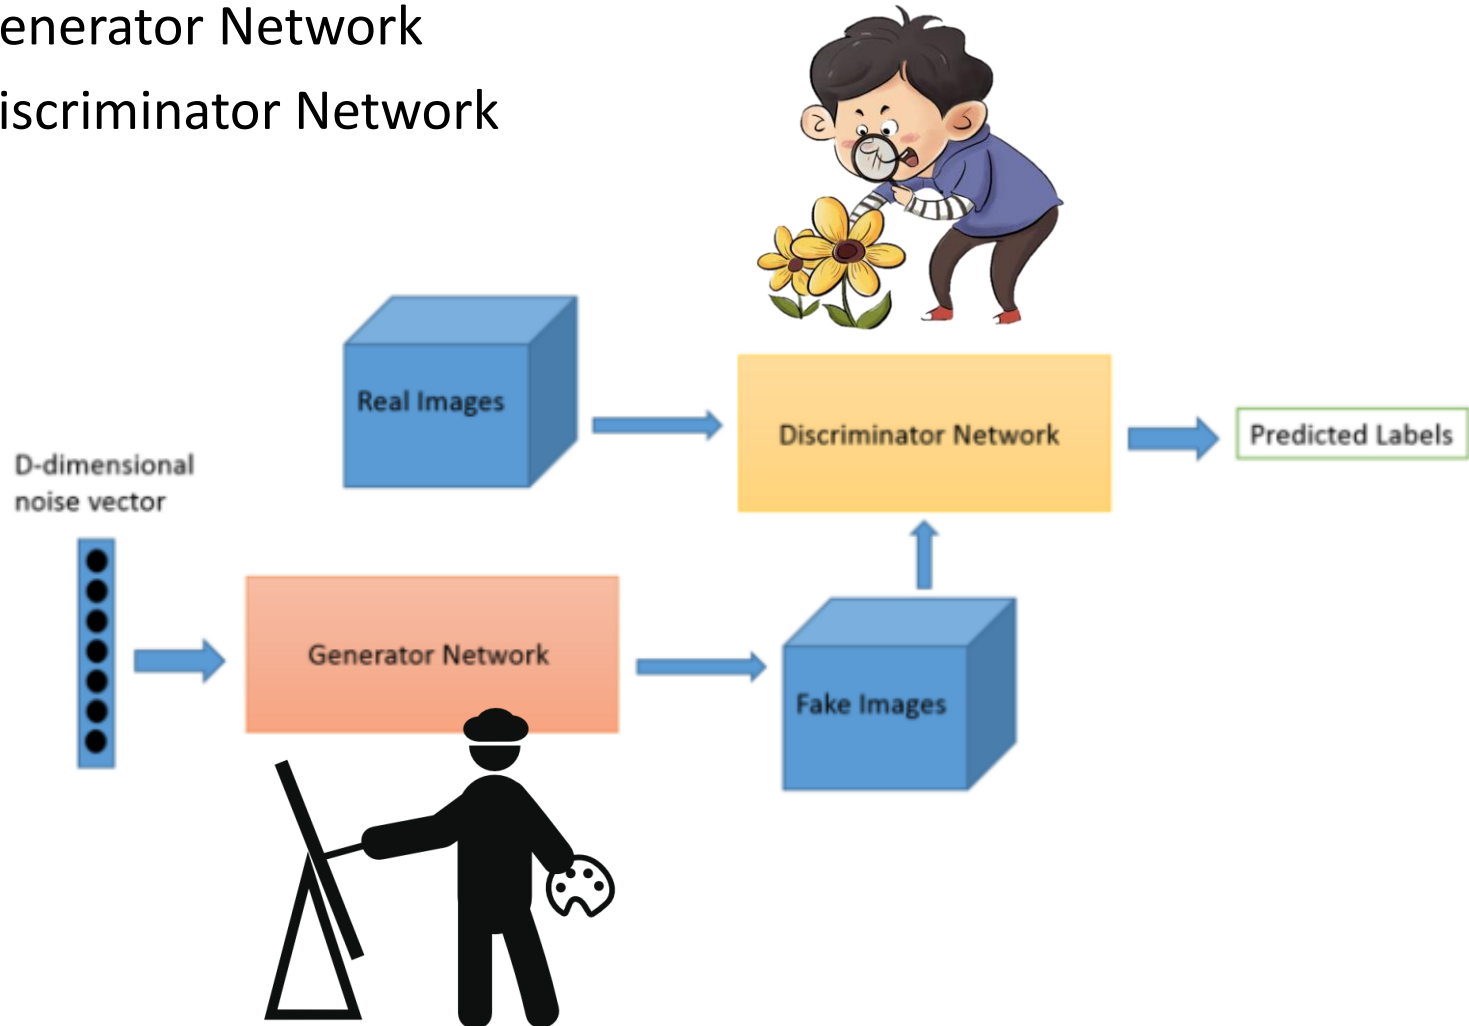 enerator Network
iscriminator Network
Real Images
Discriminator Network
Predicted Labels
D-dimensional
noise vector
Generator Network
Fake Images